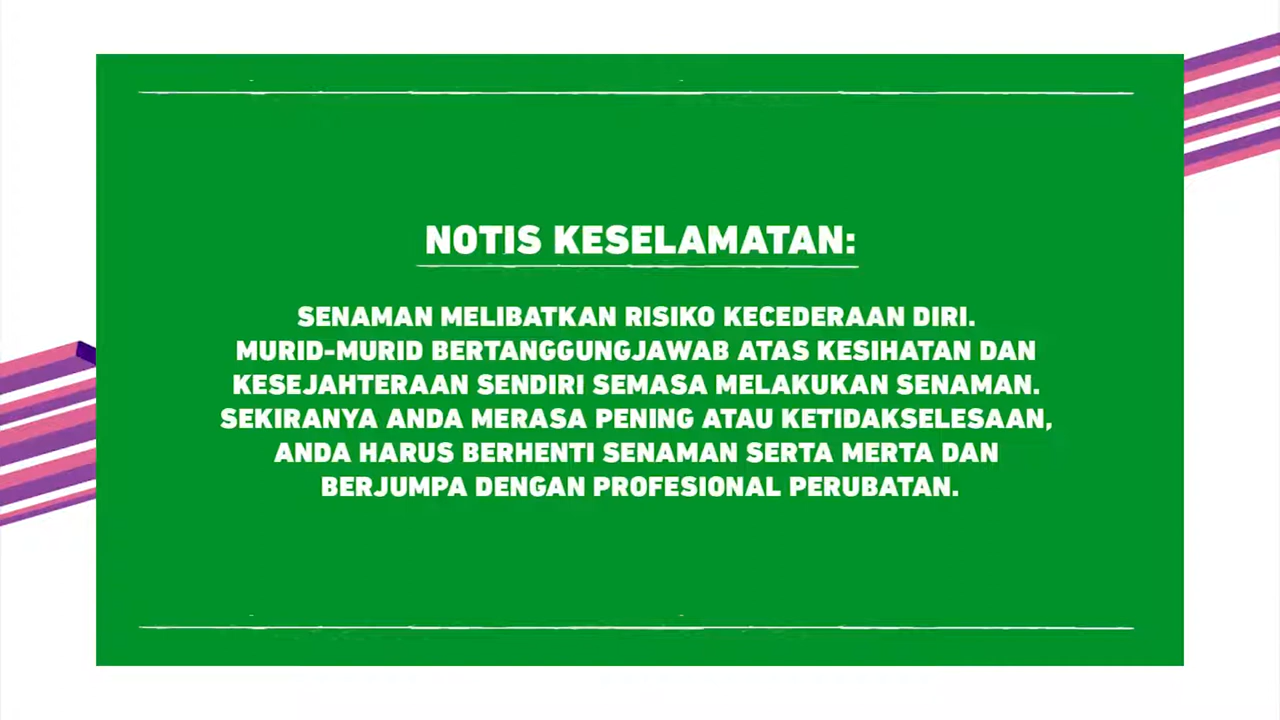 NOTIS KESELAMATAN:
SENAMAN MELIBATKAN RISIKO KECEDERAAN DIRI.
MURID-MURID BERTANGGUNGJAWAB ATAS KESIHATAN DAN
KESEJAHTERAAN SENDIRI SEMASA MELAKUKAN SENAMAN.
SEKIRANYA ANDA MERASA PENING ATAU KETIDAKSELESAAN,
ANDA HARUS BERHENTI SENAMAN SERTA MERTA DAN
BERJUMPA DENGAN PROFESIONAL PERUBATAN.